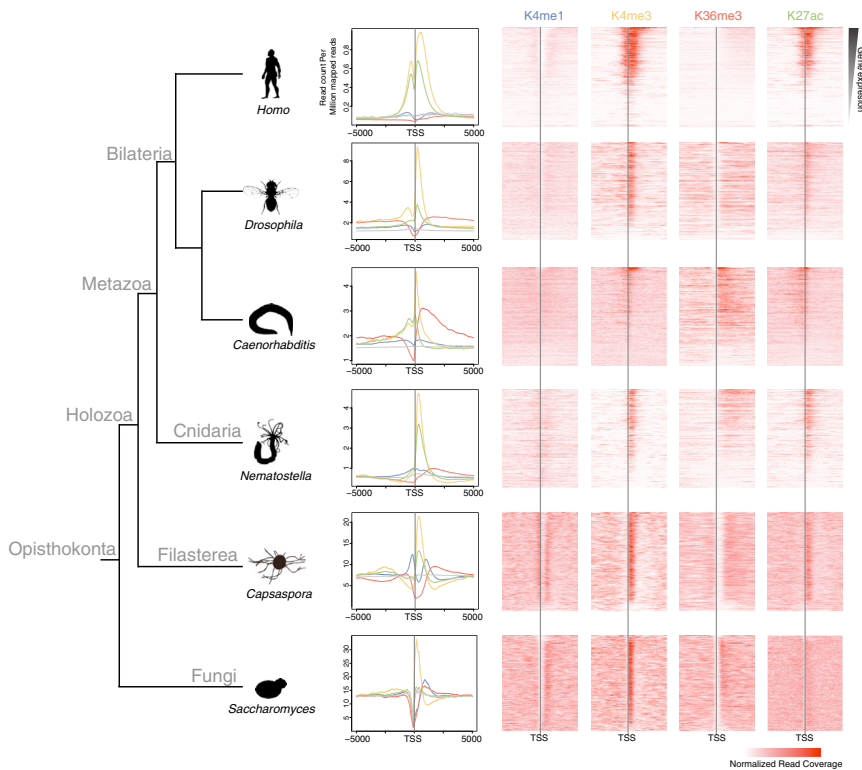 K4me1 K4me3 K36me3 K27ac
Read count Per
Million mapped reads
0.8
0.6
0.4
0.2
Gene expression
Homo
−5000 TSS 5000
Bilateria
8
6
4
2
Drosophila
−5000 TSS 5000
Metazoa
4
3
2
1
Caenorhabditis
−5000 TSS 5000
Holozoa
Cnidaria
4
3
2
1
Nematostella
−5000 TSS 5000
Opisthokonta
Filasterea
20
15
10
5
Capsaspora
−5000 TSS 5000
Fungi
30
25
20
15
10
5
Saccharomyces
−5000 TSS 5000
TSS TSS TSS TSS
Normalized Read Coverage